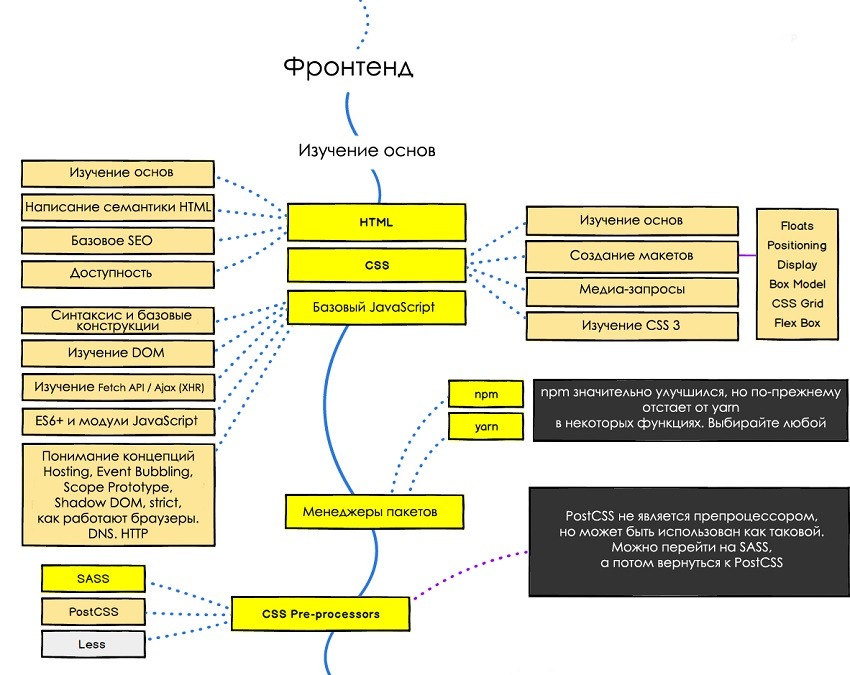 Фронтенд
Изучение основ
Изучение основ
Написание семантики HTML
Базовое SEO
Доступность
HTML
CSS
Базовый JavaScript
Изучение основ
Создание макетов
Медиа-запросы
Изучение CSS 3
Floats
Positioning
Display
Box Model
CSS Grid
Flex Box
Синтаксис и базовые
конструкции
Изучение DOM
Изучение Fetch API / Ajax (XHR)
ES6+ и модули JavaScript
Понимание концепций
Hosting, Event Bubbling,
Scope Prototype,
Shadow DOM, strict,
как работают браузеры.
DNS. HTTP
npm
yarn
npm значительно улучшился, но по-прежнему
отстает от yarn
в некоторых функциях. Выбирайте любой
Менеджеры пакетов
PostCSS не является препроцессором,
но может быть использован как таковой.
Можно перейти на SASS,
а потом вернуться к PostCSS
SASS
PostCSS
Less
CSS Pre-processors